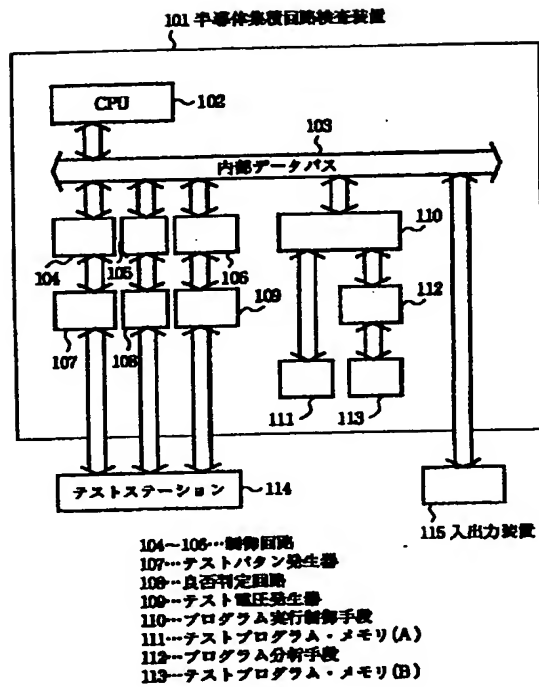 101 半導体集積回路検査装置
CPU
102
103
内部データバス
104
105
106
110
107
108
109
112
111
113
テストステーション
114
115 入出力装置
104~106…制御回路
107…テストパタン発生器
108…良否判定回路
109…テスト電圧発生器
110…プログラム実行制御手段
111…テストプログラム・メモリ(A)
112…プログラム分析手段
113…テストプログラム・メモリ(B)